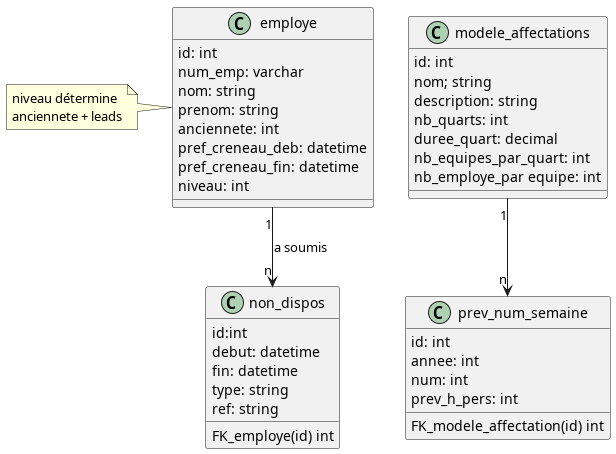 niveau détermine
anciennete + leads
C employe
id: int
num_emp: varchar
nom: string
prenom: string
anciennete: int
pref_creneau_deb: datetime
pref_creneau_fin: datetime
niveau: int
C modele_affectations
id: int
nom; string
description: string
nb_quarts: int
duree_quart: decimal
nb_equipes_par_quart: int
nb_employe_par equipe: int
1
a soumis
n
1
n
C non_dispos
id:int
debut: datetime
fin: datetime
type: string
ref: string
FK_employe(id) int
C prev_num_semaine
id: int
annee: int
num: int
prev_h_pers: int
FK_modele_affectation(id) int